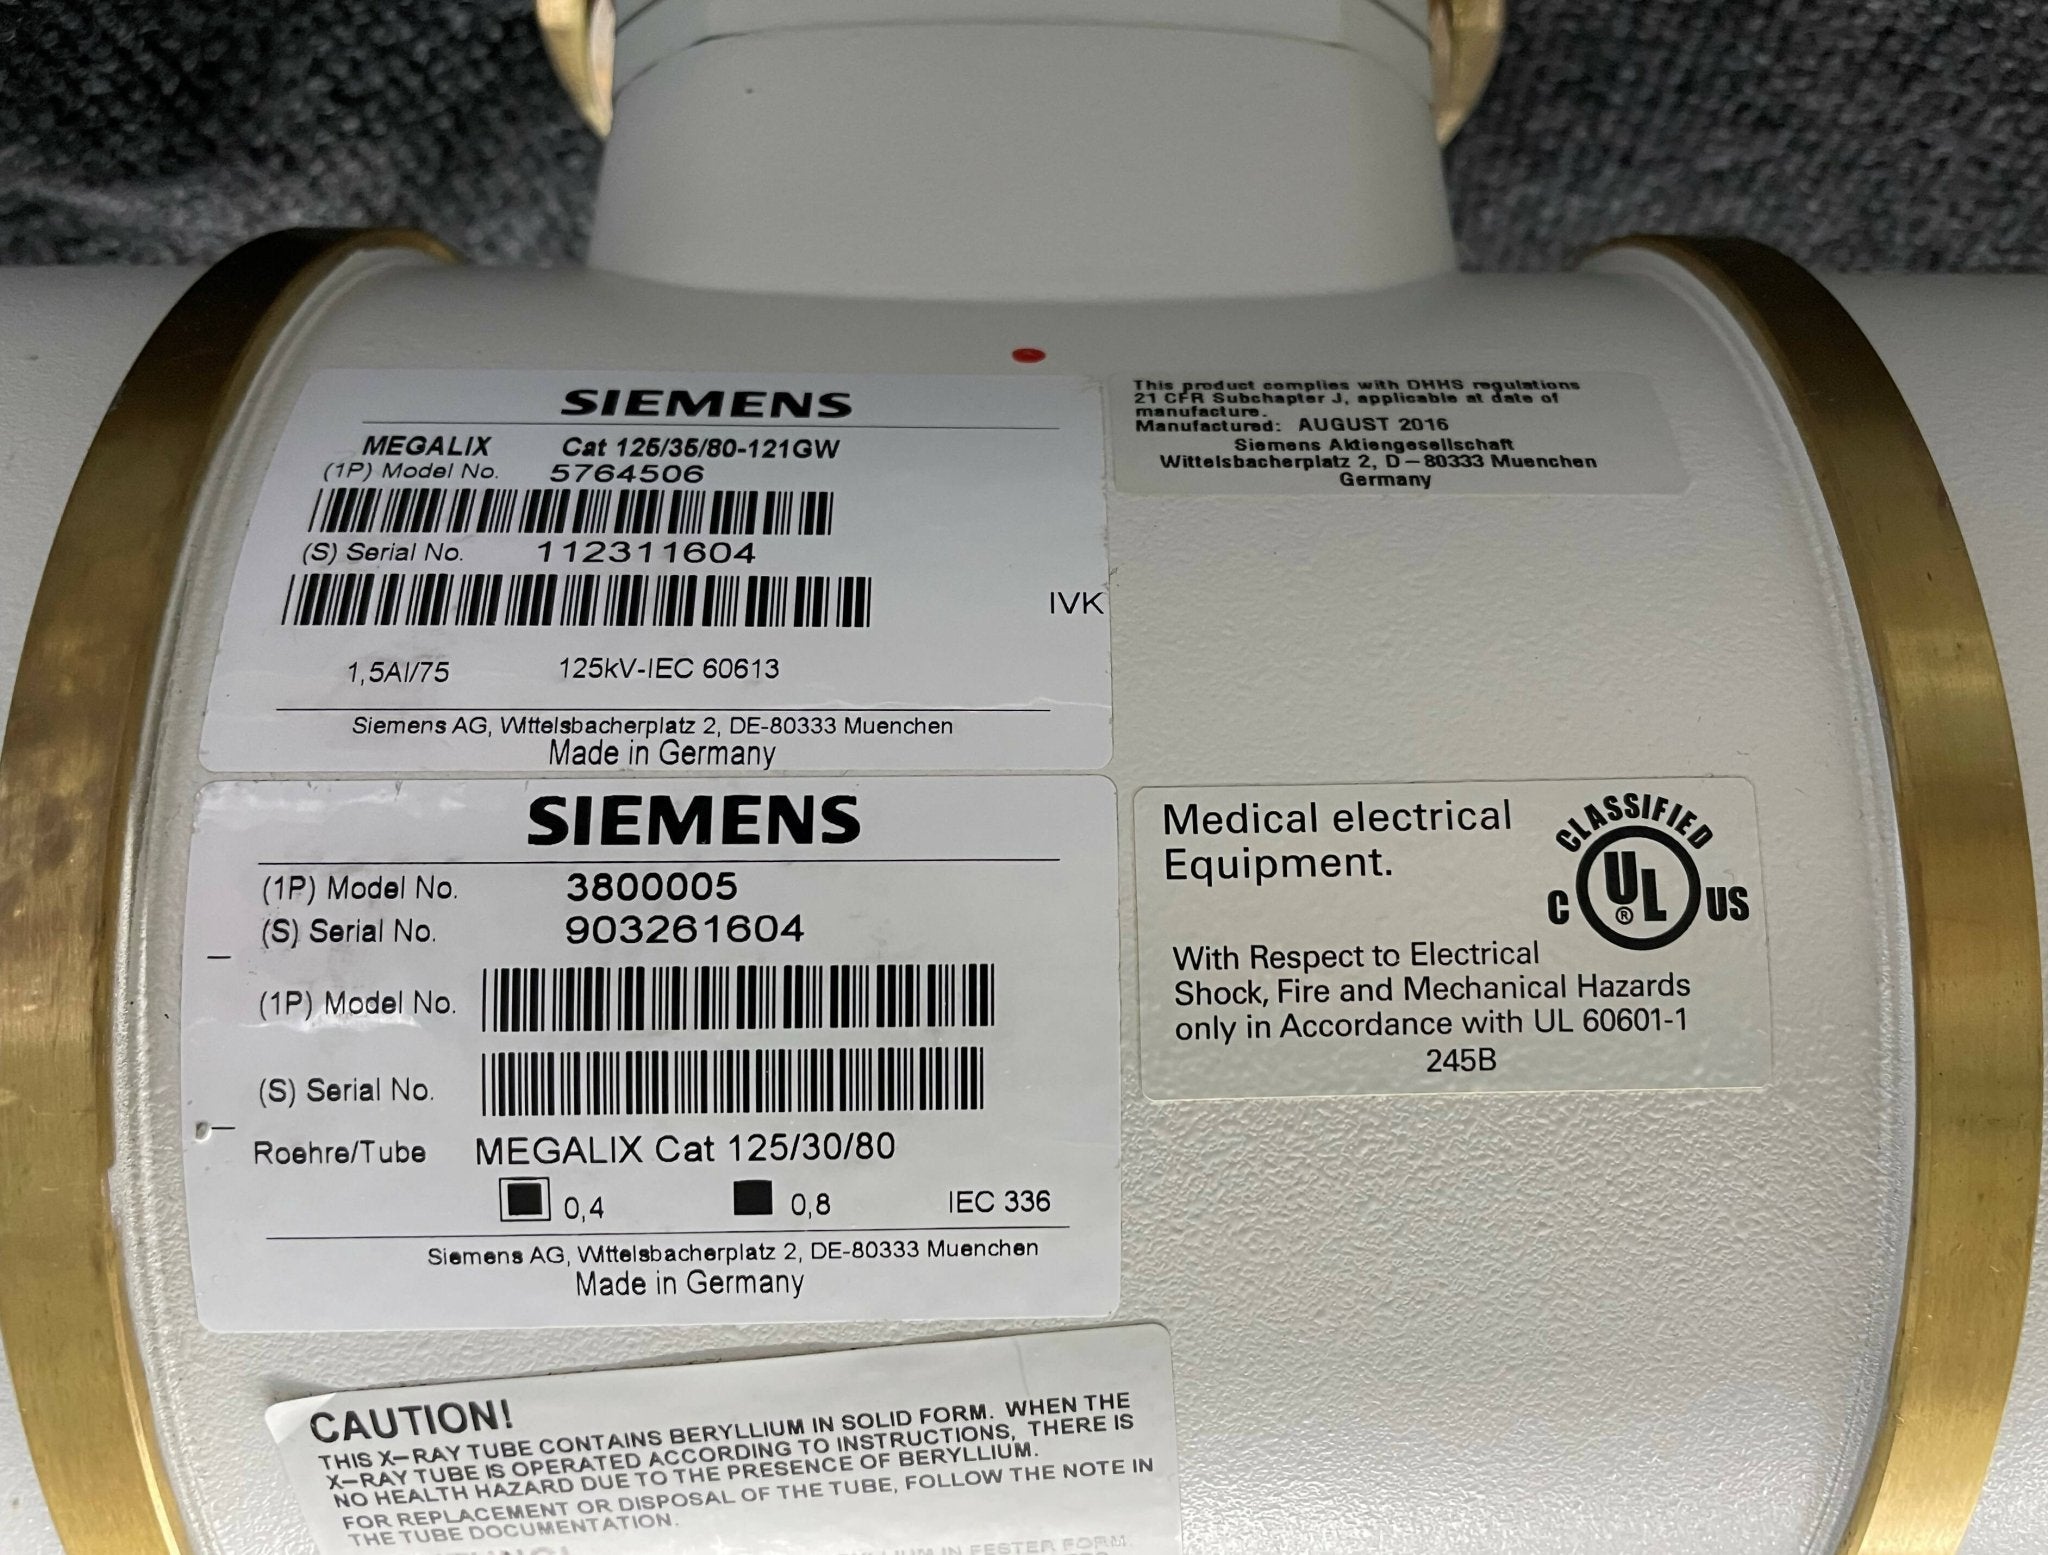 SIEMENS
MEGALIX Cat 125/35/80-121GW
(1P) Model No. 5764506
(S) Serial No. 112311604
IVK
1,5Al/75 125kV-IEC 60613
Siemens AG, Wittelsbacherplatz 2, DE-80333 Muenchen
Made in Germany
This product complies with DHHS regulations
21 CFR Subchapter J, applicable at date of
manufacture.
Manufactured: AUGUST 2016
Siemens Aktiengesellschaft
Wittelsbacherplatz 2, D-80333 Muenchen
Germany
SIEMENS
(1P) Model No. 3800005
(S) Serial No. 903261604
(1P) Model No.
(S) Serial No.
Roehre/Tube MEGALIX Cat 125/30/80
0,4 0,8 IEC 336
Siemens AG, Wittelsbacherplatz 2, DE-80333 Muenchen
Made in Germany
Medical electrical
Equipment.
CLASSIFIED
C UL ® US
With Respect to Electrical
Shock, Fire and Mechanical Hazards
only in Accordance with UL 60601-1
245B
CAUTION!
THIS X-RAY TUBE CONTAINS BERYLLIUM IN SOLID FORM. WHEN THE
X-RAY TUBE IS OPERATED ACCORDING TO INSTRUCTIONS, THERE IS
NO HEALTH HAZARD DUE TO THE PRESENCE OF BERYLLIUM.
FOR REPLACEMENT OR DISPOSAL OF THE TUBE, FOLLOW THE NOTE IN
THE TUBE DOCUMENTATION.
IN FESTER FORM.